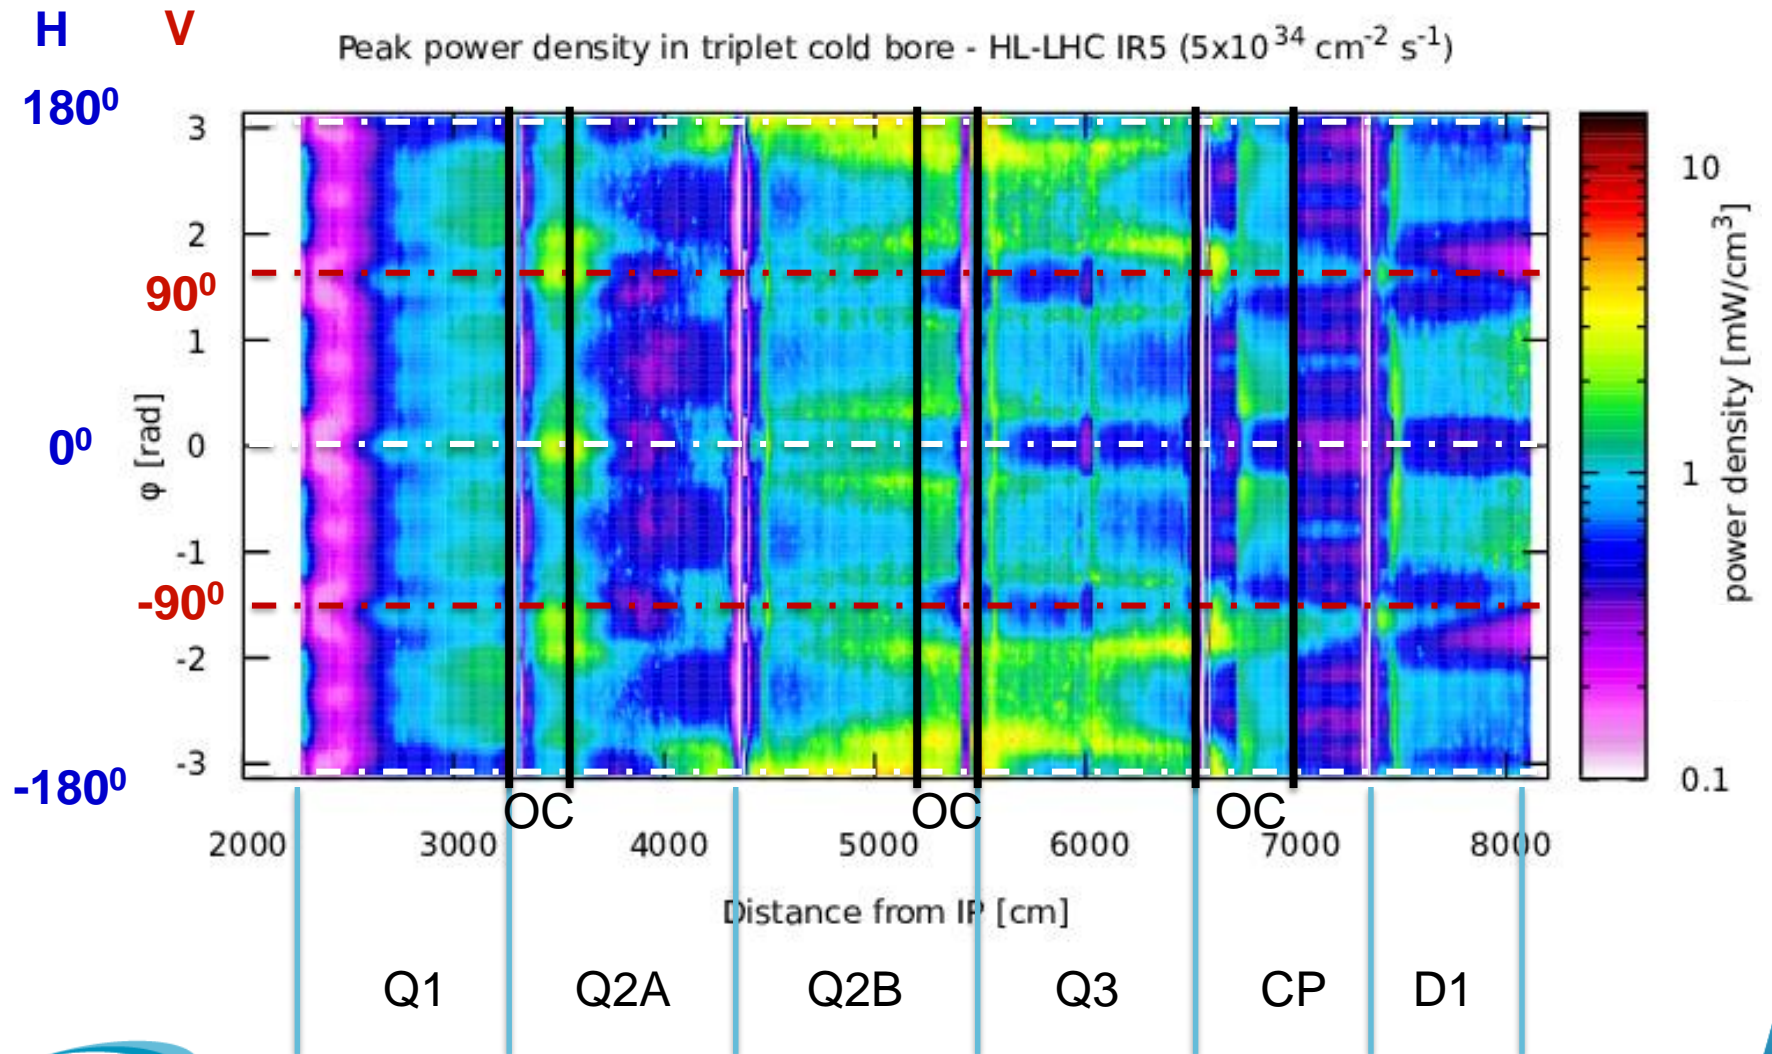 H V
Peak power density in triplet cold bore - HL-LHC IR5 (5x10³⁴ cm⁻² s⁻¹)
180⁰
3
10
2
90⁰
1
φ [rad]
0⁰
0
1
power density [mW/cm³]
-1
-90⁰
-2
-3
-180⁰
0.1
OC OC OC
2000 3000 4000 5000 6000 7000 8000
Distance from IP [cm]
Q1 Q2A Q2B Q3 CP D1